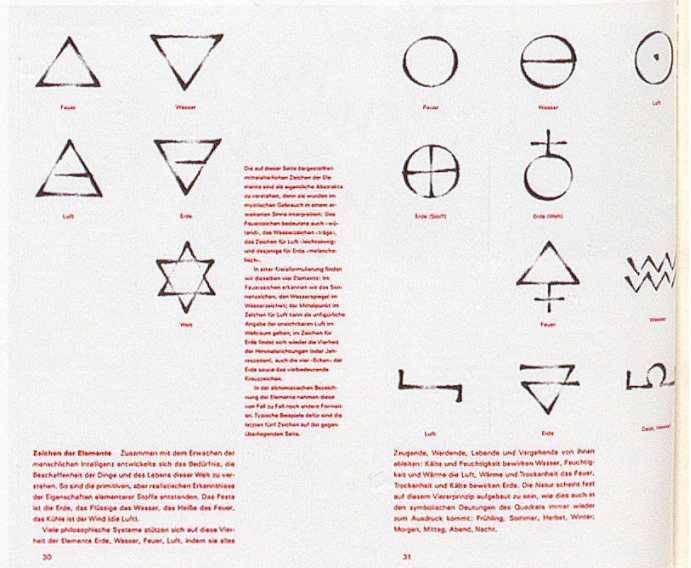 Feuer
Wasser
Luft
Erde
Welt
Die auf dieser Seite dargestellten
mittelalterlichen Zeichen der Ele-
mente sind als eigentliche Abstrakta
zu verstehen, denn sie wurden im
mystischen Gebrauch in einem er-
weiterten Sinne interpretiert: Das
Feuerzeichen bedeutete auch ‹wü-
tend›, das Wasserzeichen ‹träge›,
das Zeichen für Luft ‹leichtsinnig›
und dasjenige für Erde ‹melancho-
lisch›.
In einer Kreisformulierung finden
wir dieselben vier Elemente: Im
Feuerzeichen erkennen wir das Son-
nenzeichen, den Wasserspiegel im
Wasserzeichen; der Mittelpunkt im
Zeichen für Luft kann als unfigürliche
Angabe der unsichtbaren Luft im
Weltraum gelten; im Zeichen für
Erde findet sich wieder die Vierheit
der Himmelsrichtungen (oder Jah-
reszeiten), auch die vier ‹Ecken› der
Erde sowie das vielbedeutende
Kreuzzeichen.
In der alchimistischen Bezeich-
nung der Elemente nahmen diese
von Fall zu Fall noch andere Formen
an. Typische Beispiele dafür sind die
letzten fünf Zeichen auf der gegen-
überliegenden Seite.
Zeichen der Elemente Zusammen mit dem Erwachen der
menschlichen Intelligenz entwickelte sich das Bedürfnis, die
Beschaffenheit der Dinge und des Lebens dieser Welt zu ver-
stehen. So sind die primitiven, aber realistischen Erkenntnisse
der Eigenschaften elementarer Stoffe entstanden. Das Feste
ist die Erde, das Flüssige das Wasser, das Heiße das Feuer,
das Kühle ist der Wind (die Luft).
Viele philosophische Systeme stützen sich auf diese Vier-
heit der Elemente Erde, Wasser, Feuer, Luft, indem sie alles
30
Feuer
Wasser
Luft
Erde (Stoff)
Erde (Welt)
Feuer
Wasser
Luft
Erde
Zeugende, Werdende, Lebende und Vergehende von ihnen
ableiten: Kälte und Feuchtigkeit bewirken Wasser, Feuchtig-
keit und Wärme die Luft, Wärme und Trockenheit das Feuer,
Trockenheit und Kälte bewirken Erde. Die Natur scheint fest
auf diesem Viererprinzip aufgebaut zu sein, wie dies auch in
den symbolischen Deutungen des Quadrats immer wieder
zum Ausdruck kommt: Frühling, Sommer, Herbst, Winter;
Morgen, Mittag, Abend, Nacht.
31